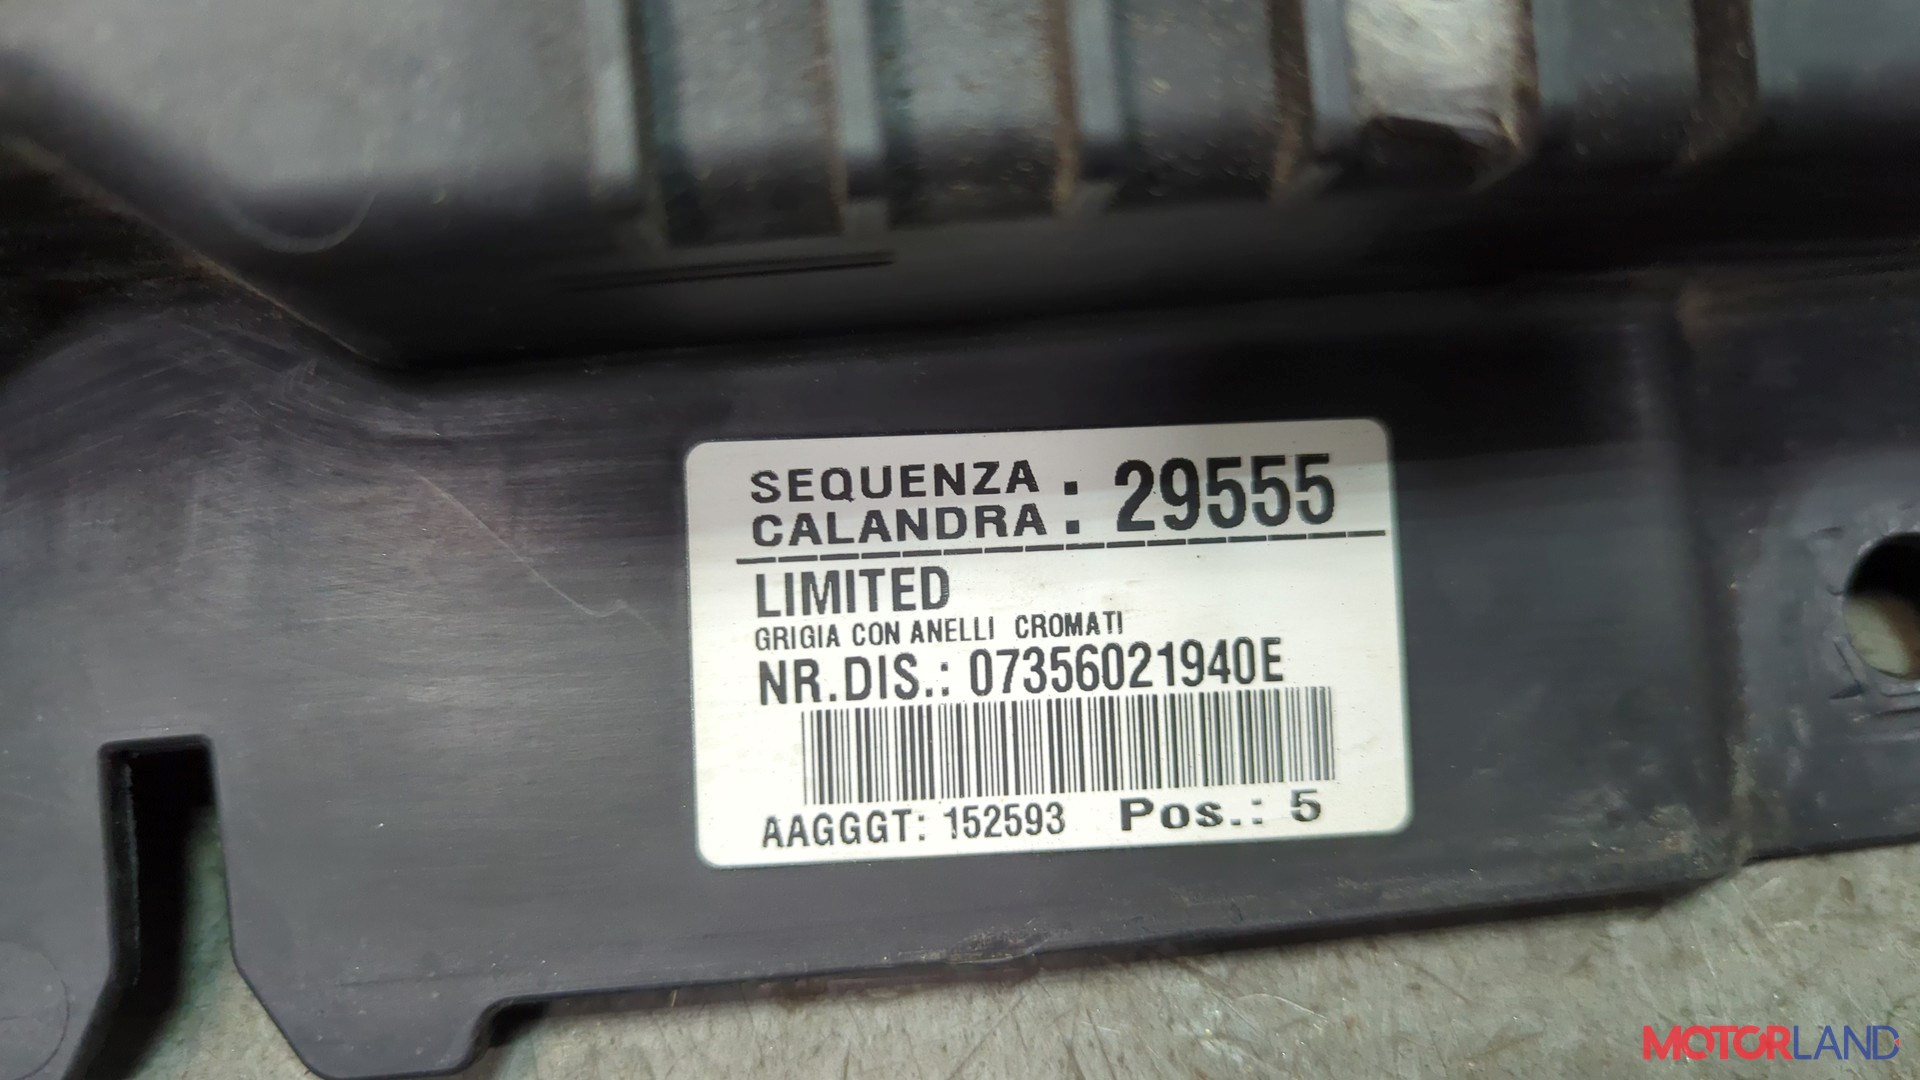 SEQUENZA
CALANDRA : 29555
LIMITED
GRIGIA CON ANELLI CROMATI
NR.DIS.: 07356021940E
AAGGGT: 152593 Pos.: 5
MOTORLAND